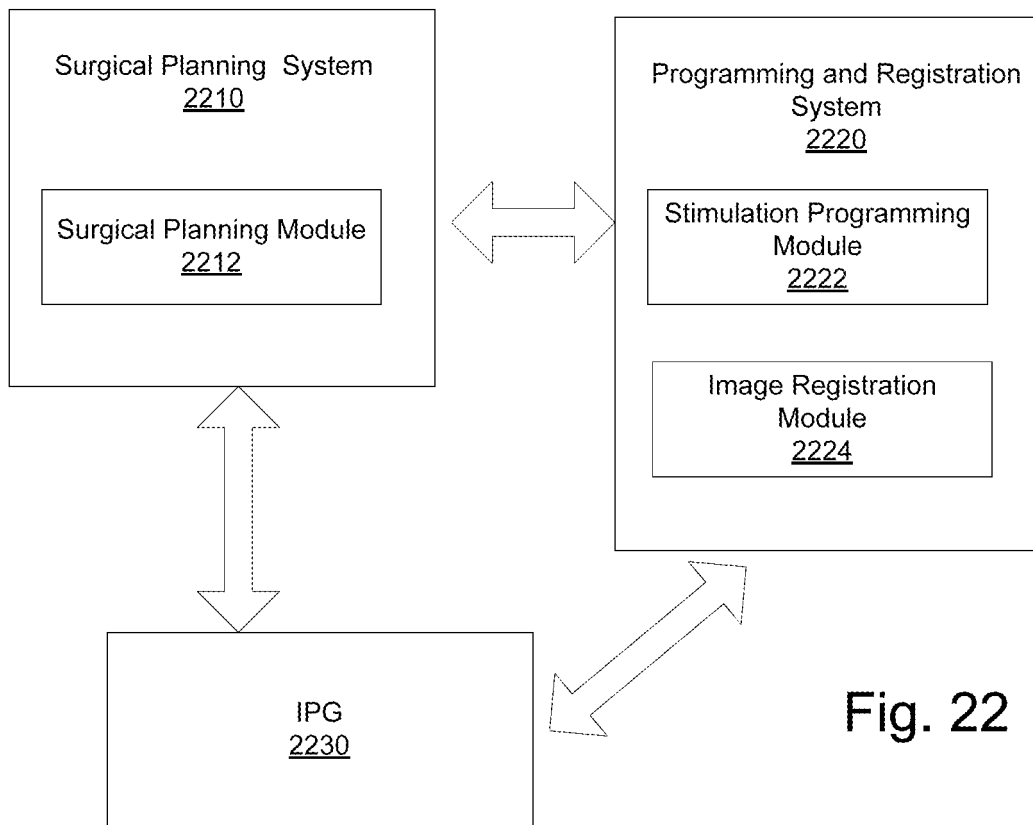 Surgical Planning System
2210
Surgical Planning Module
2212
Programming and Registration
System
2220
Stimulation Programming
Module
2222
Image Registration
Module
2224
IPG
2230
Fig. 22